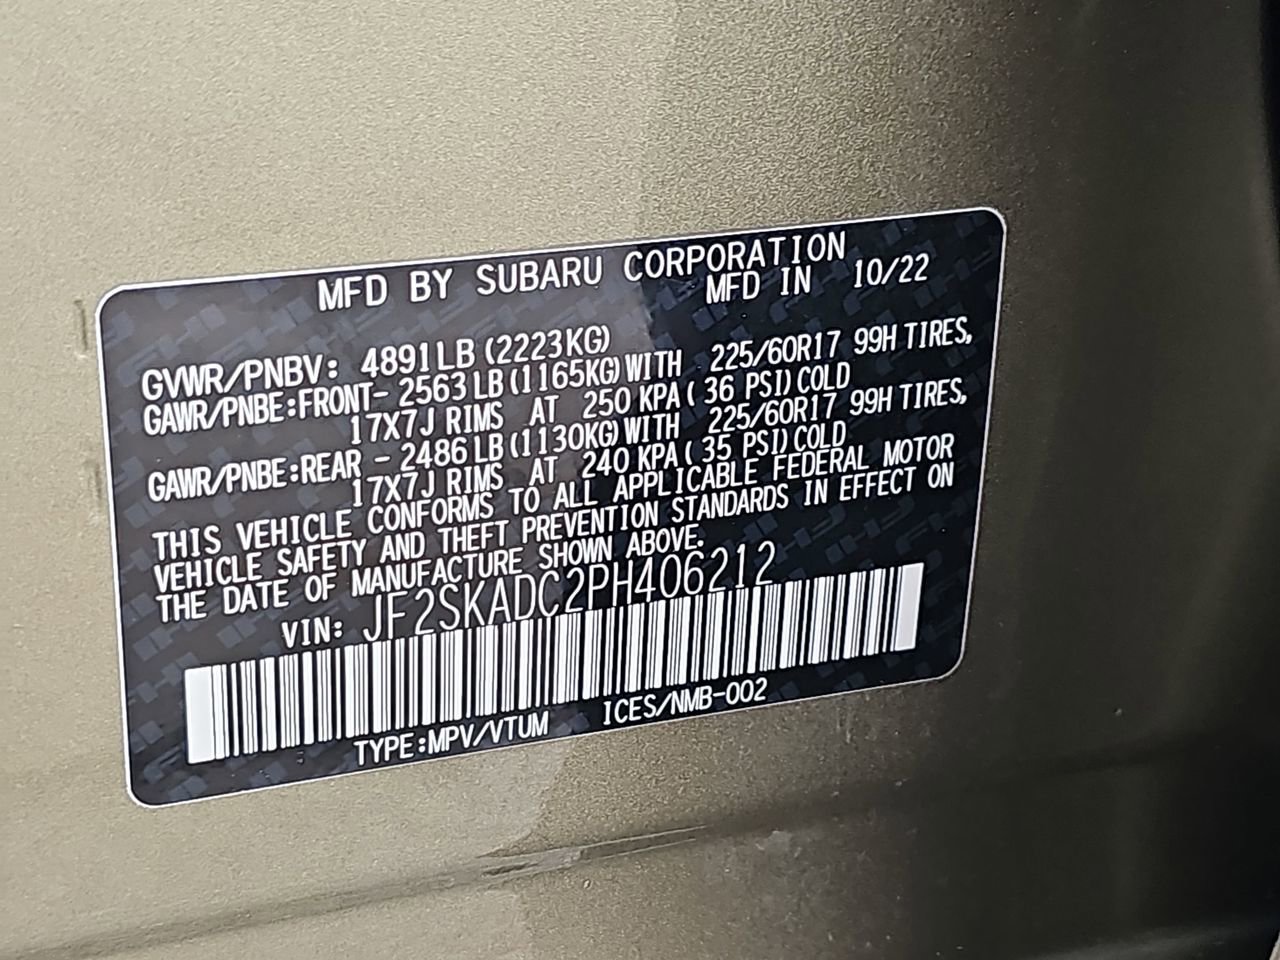 MFD BY SUBARU CORPORATION
MFD IN 10/22
GVWR/PNBV: 4891LB (2223KG)
GAWR/PNBE:FRONT- 2563 LB(1165KG)WITH 225/60R17 99H TIRES,
17X7J RIMS AT 250 KPA( 36 PSI)COLD
GAWR/PNBE:REAR - 2486 LB(1130KG)WITH 225/60R17 99H TIRES,
17X7J RIMS AT 240 KPA( 35 PSI)COLD
THIS VEHICLE CONFORMS TO ALL APPLICABLE FEDERAL MOTOR
VEHICLE SAFETY AND THEFT PREVENTION STANDARDS IN EFFECT ON
THE DATE OF MANUFACTURE SHOWN ABOVE.
VIN: JF2SKADC2PH406212
TYPE:MPV/VTUM ICES/NMB-002